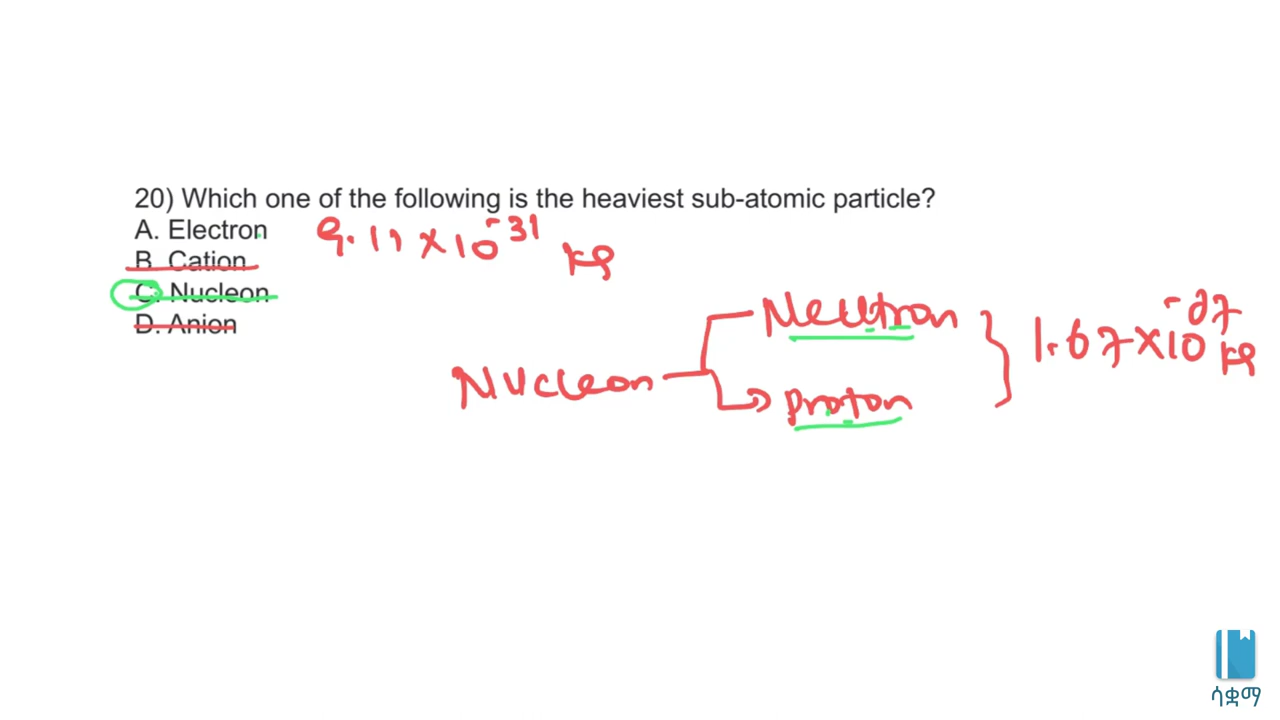 20) Which one of the following is the heaviest sub-atomic particle?
A. Electron 9.11 × 10⁻³¹ kg
B. Cation
C. Nucleon
D. Anion
Neutron
Nucleon
Proton
1.67 × 10⁻²⁷ kg
ሳቋማ